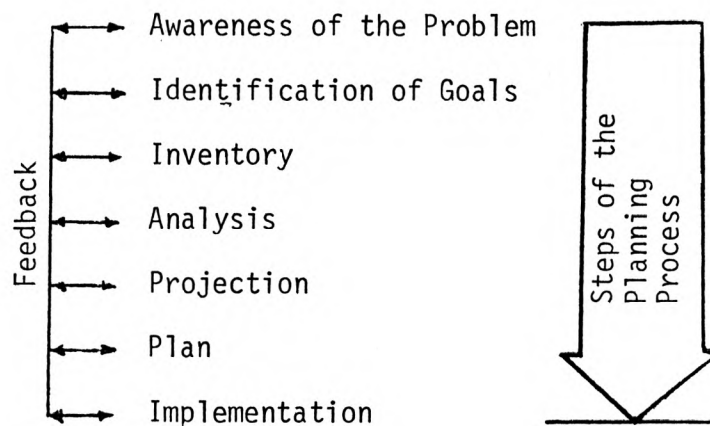 Awareness of the Problem
Identification of Goals
Inventory
Analysis
Projection
Plan
Implementation
Feedback
Steps of the
Planning
Process